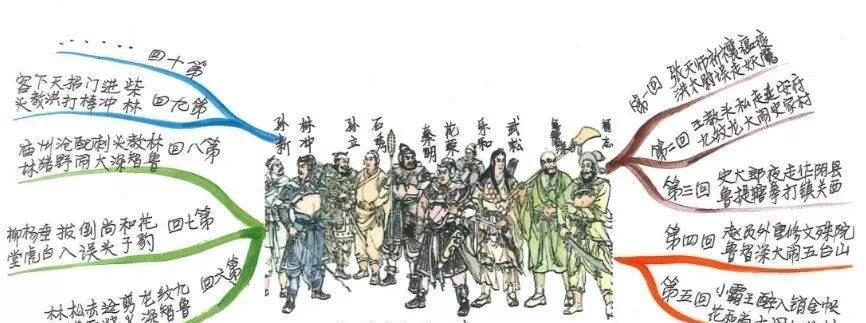 第一回
张天师祈禳瘟疫
洪太尉误走妖魔
第二回
王教头私走延安府
九纹龙大闹史家村
第三回
史大郎夜走华阴县
鲁提辖拳打镇关西
第四回
赵员外重修文殊院
鲁智深大闹五台山
第五回
小霸王醉入销金帐
花和尚大闹
第六回
九纹龙剪径赤松林
鲁智深
第七回
花和尚倒拔垂杨柳
豹子头误入白虎堂
第八回
林教头刺配沧州
鲁智深大闹野猪林
第九回
柴进门招天下客
林冲棒打洪教头
第十回
......
孙新
林冲
孙立
石秀
秦明
花荣
乐和
武松
杨志